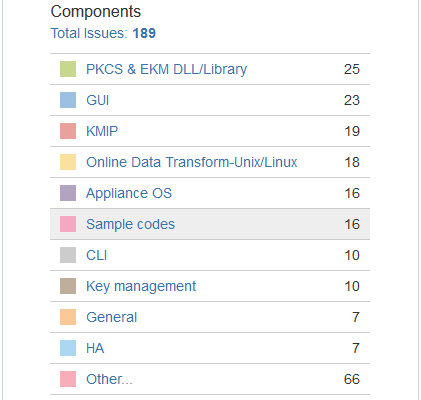 Components
Total Issues: 189
PKCS & EKM DLL/Library 25
GUI 23
KMIP 19
Online Data Transform-Unix/Linux 18
Appliance OS 16
Sample codes 16
CLI 10
Key management 10
General 7
HA 7
Other... 66